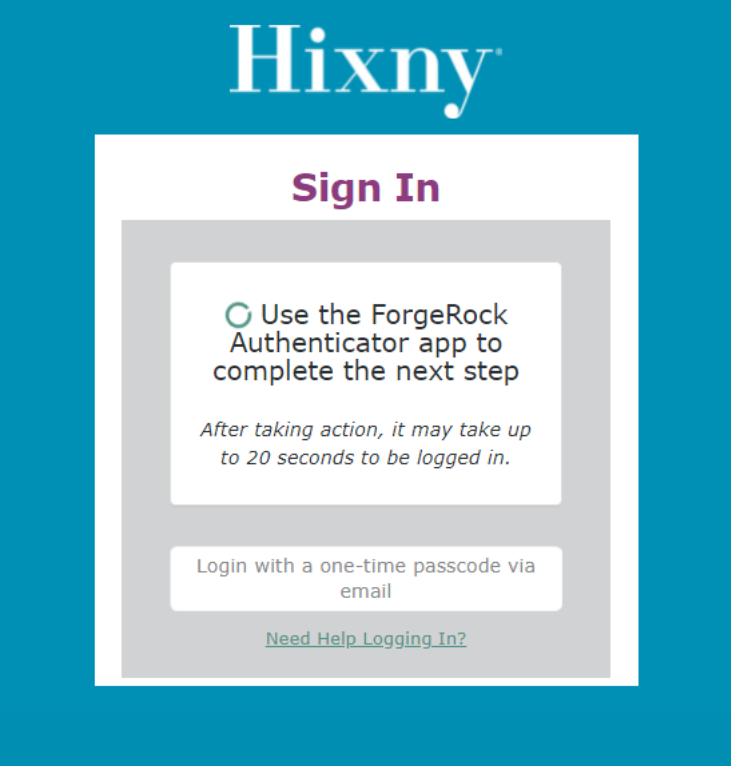 Hixny
Sign In
Use the ForgeRock
Authenticator app to
complete the next step
After taking action, it may take up
to 20 seconds to be logged in.
Login with a one-time passcode via
email
Need Help Logging In?